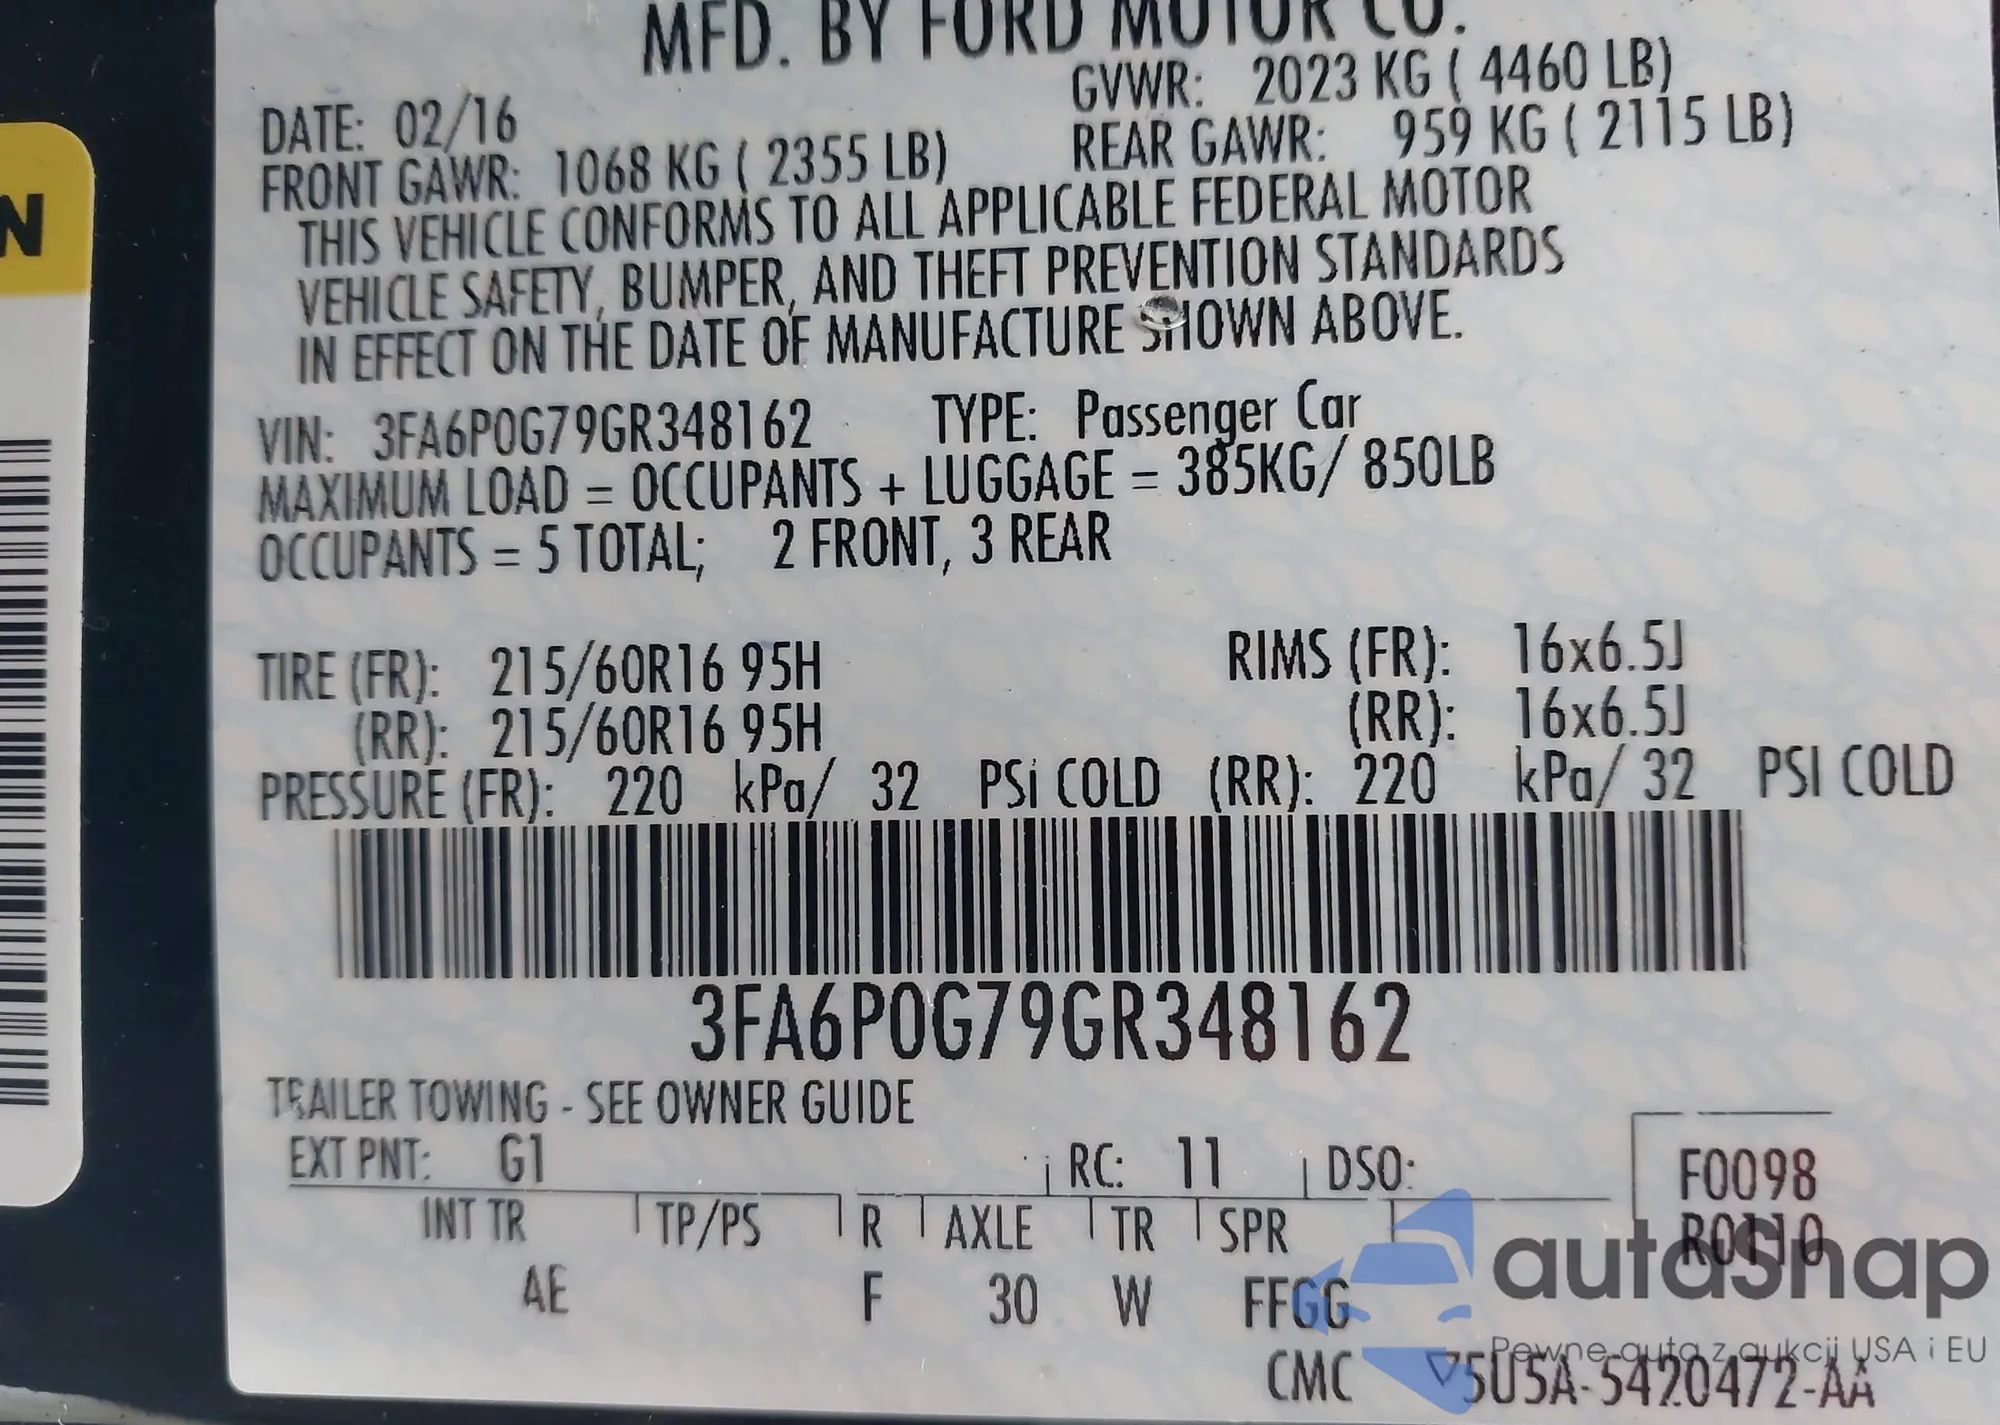 MFD. BY FORD MOTOR CO.
DATE: 02/16
GVWR: 2023 KG ( 4460 LB)
FRONT GAWR: 1068 KG ( 2355 LB)
REAR GAWR: 959 KG ( 2115 LB)
THIS VEHICLE CONFORMS TO ALL APPLICABLE FEDERAL MOTOR
VEHICLE SAFETY, BUMPER, AND THEFT PREVENTION STANDARDS
IN EFFECT ON THE DATE OF MANUFACTURE SHOWN ABOVE.
VIN: 3FA6P0G79GR348162 TYPE: Passenger Car
MAXIMUM LOAD = OCCUPANTS + LUGGAGE = 385KG/ 850LB
OCCUPANTS = 5 TOTAL; 2 FRONT, 3 REAR
TIRE (FR): 215/60R16 95H RIMS (FR): 16x6.5J
(RR): 215/60R16 95H (RR): 16x6.5J
PRESSURE (FR): 220 kPa/ 32 PSi COLD (RR): 220 kPa/ 32 PSI COLD
3FA6P0G79GR348162
TRAILER TOWING - SEE OWNER GUIDE
EXT PNT: G1 RC: 11 DSO:
F0098
R0110
INT TR TP/PS R AXLE TR SPR
AE F 30 W FFGG
CMC 75U5A-5420472-AA
N
autaSnap
Pewne auta z aukcji USA i EU